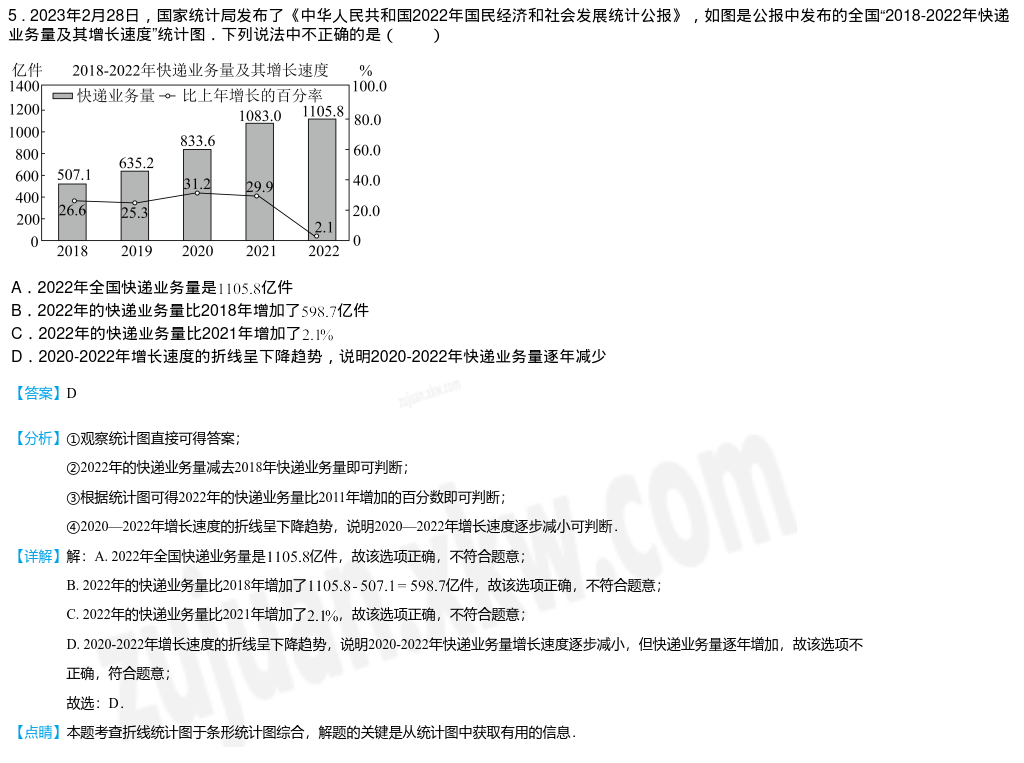 5．2023年2月28日，国家统计局发布了《中华人民共和国2022年国民经济和社会发展统计公报》，如图是公报中发布的全国“2018-2022年快递
业务量及其增长速度”统计图．下列说法中不正确的是（　　）
亿件 2018-2022年快递业务量及其增长速度 %
1400 100.0
快递业务量 比上年增长的百分率
1200 1083.0 1105.8
1000 80.0
833.6
800 635.2 60.0
600 507.1
31.2 29.9 40.0
400
26.6 25.3 20.0
200 2.1
0 0
2018 2019 2020 2021 2022
A．2022年全国快递业务量是1105.8亿件
B．2022年的快递业务量比2018年增加了598.7亿件
C．2022年的快递业务量比2021年增加了2.1%
D．2020-2022年增长速度的折线呈下降趋势，说明2020-2022年快递业务量逐年减少
【答案】D
zujuan.xkw.com
【分析】①观察统计图直接可得答案；
②2022年的快递业务量减去2018年快递业务量即可判断；
③根据统计图可得2022年的快递业务量比2011年增加的百分数即可判断；
④2020—2022年增长速度的折线呈下降趋势，说明2020—2022年增长速度逐步减小可判断．
【详解】解：A. 2022年全国快递业务量是1105.8亿件，故该选项正确，不符合题意；
B. 2022年的快递业务量比2018年增加了1105.8-507.1=598.7亿件，故该选项正确，不符合题意；
C. 2022年的快递业务量比2021年增加了2.1%，故该选项正确，不符合题意；
D. 2020-2022年增长速度的折线呈下降趋势，说明2020-2022年快递业务量增长速度逐步减小，但快递业务量逐年增加，故该选项不
正确，符合题意；
故选：D．
【点睛】本题考查折线统计图于条形统计图综合，解题的关键是从统计图中获取有用的信息．
zujuan.xkw.com